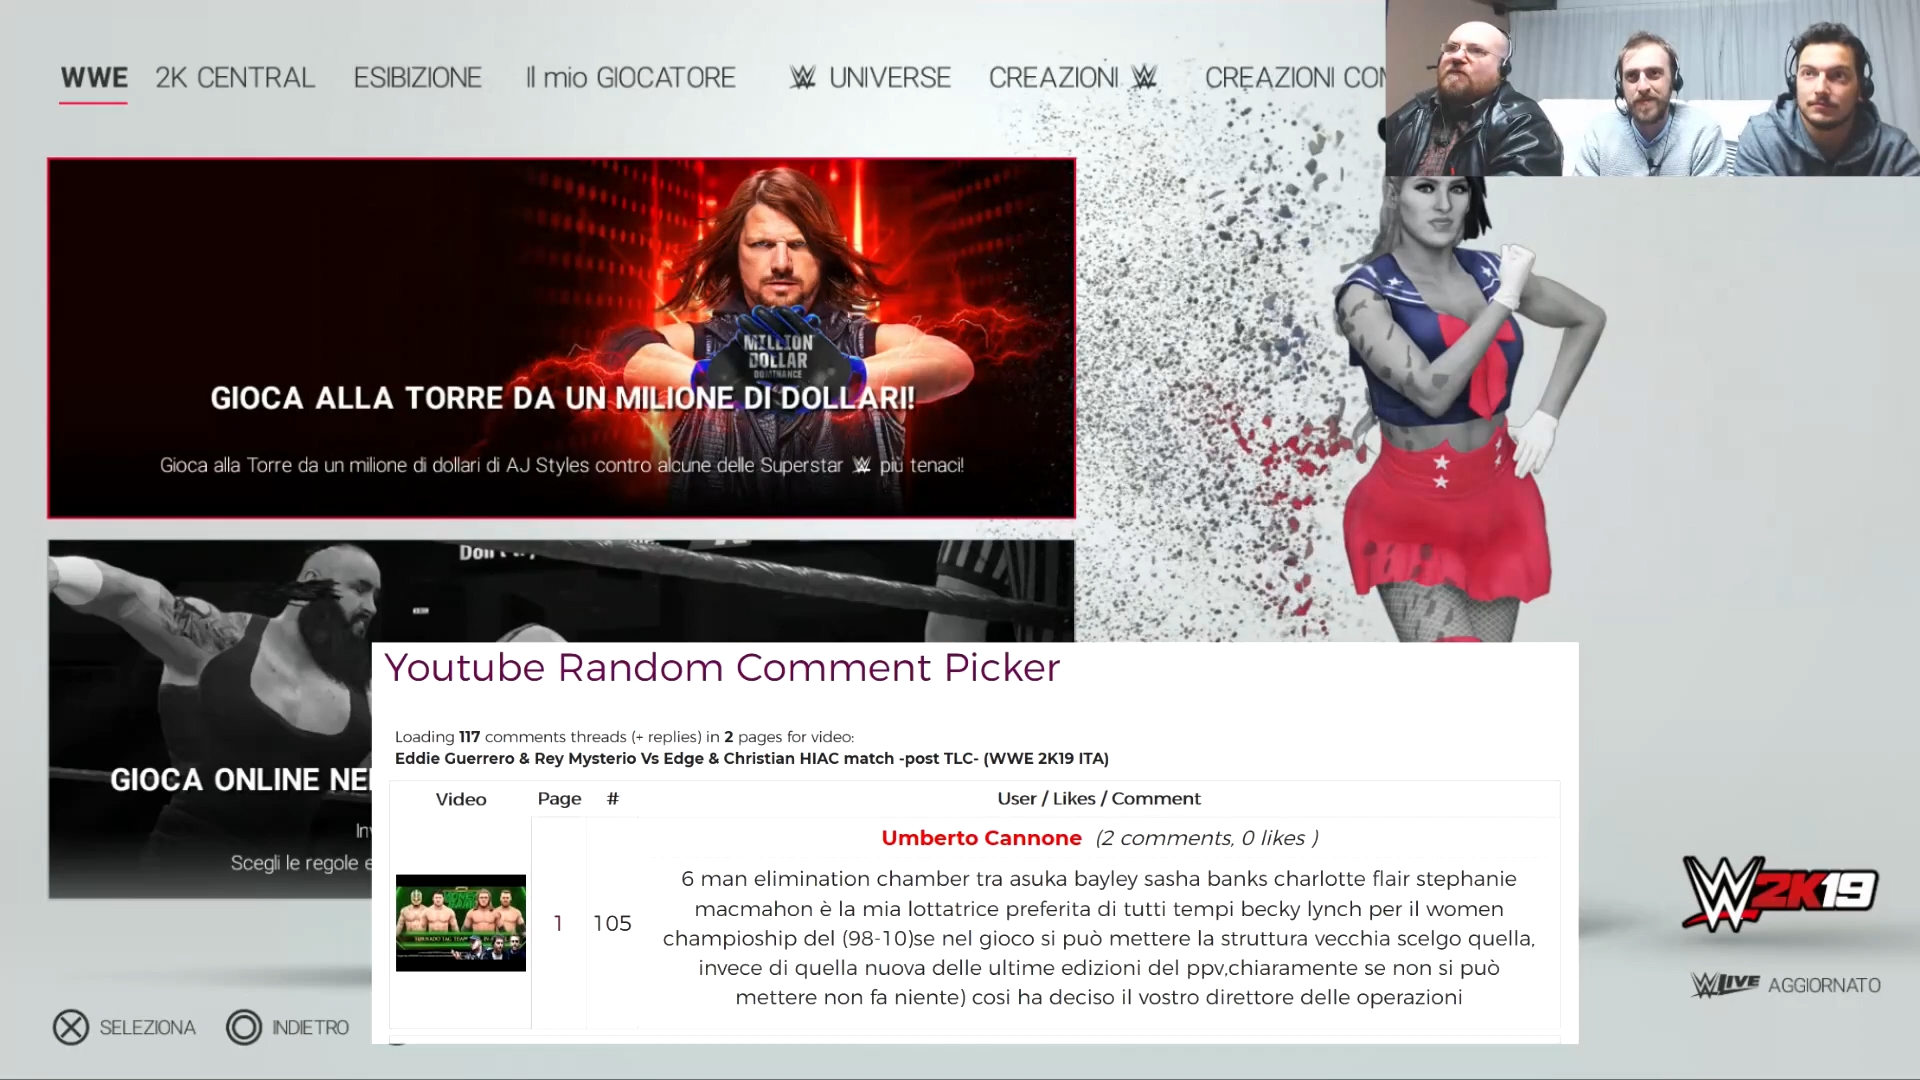 WWE 2K CENTRAL ESIBIZIONE Il mio GIOCATORE W UNIVERSE CREAZIONI W CREAZIONI COM
MILLION
DOLLAR
DOMINANCE
GIOCA ALLA TORRE DA UN MILIONE DI DOLLARI!
Gioca alla Torre da un milione di dollari di AJ Styles contro alcune delle Superstar W più tenaci!
GIOCA ONLINE NE
Scegli le regole e
Youtube Random Comment Picker
Loading 117 comments threads (+ replies) in 2 pages for video:
Eddie Guerrero & Rey Mysterio Vs Edge & Christian HIAC match -post TLC- (WWE 2K19 ITA)
Video Page # User / Likes / Comment
Umberto Cannone (2 comments, 0 likes )
1 105
6 man elimination chamber tra asuka bayley sasha banks charlotte flair stephanie
macmahon è la mia lottatrice preferita di tutti tempi becky lynch per il women
champioship del (98-10)se nel gioco si può mettere la struttura vecchia scelgo quella,
invece di quella nuova delle ultime edizioni del ppv,chiaramente se non si può
mettere non fa niente) cosi ha deciso il vostro direttore delle operazioni
W 2K19
W LIVE AGGIORNATO
SELEZIONA INDIETRO